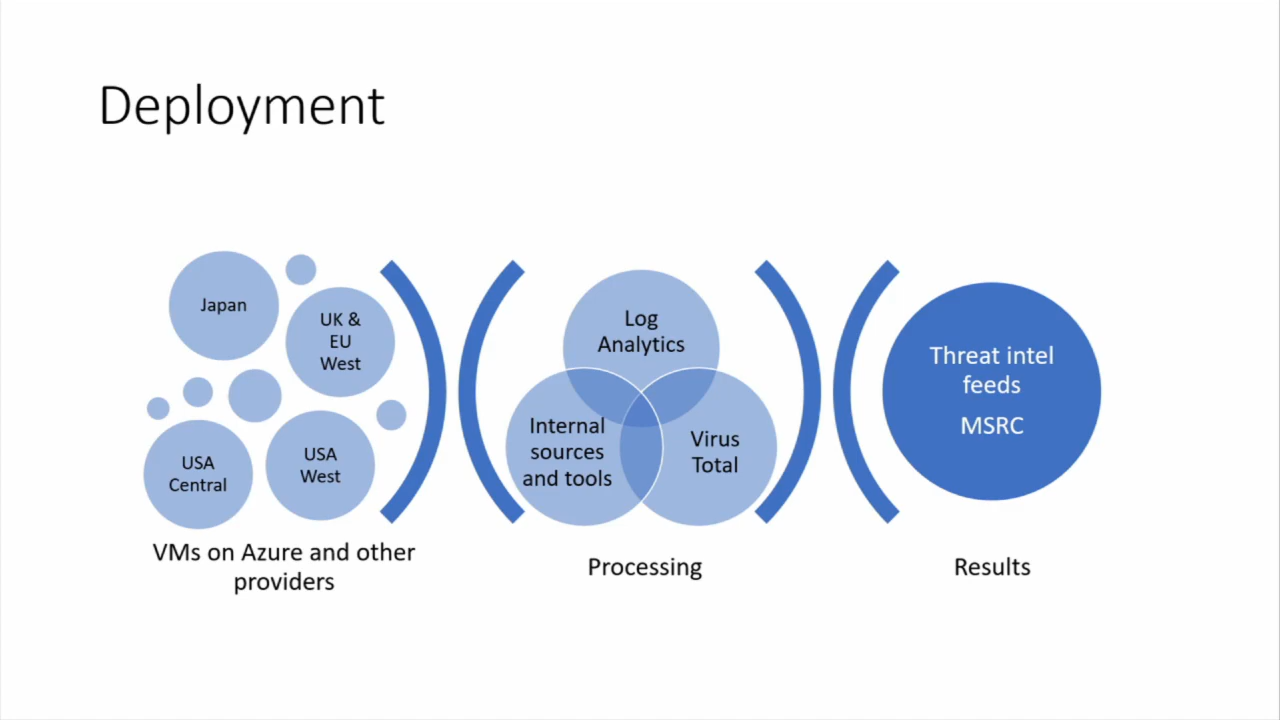 Deployment
Japan
UK &
EU
West
USA
Central
USA
West
VMs on Azure and other
providers
Log
Analytics
Internal
sources
and tools
Virus
Total
Processing
Threat intel
feeds
MSRC
Results